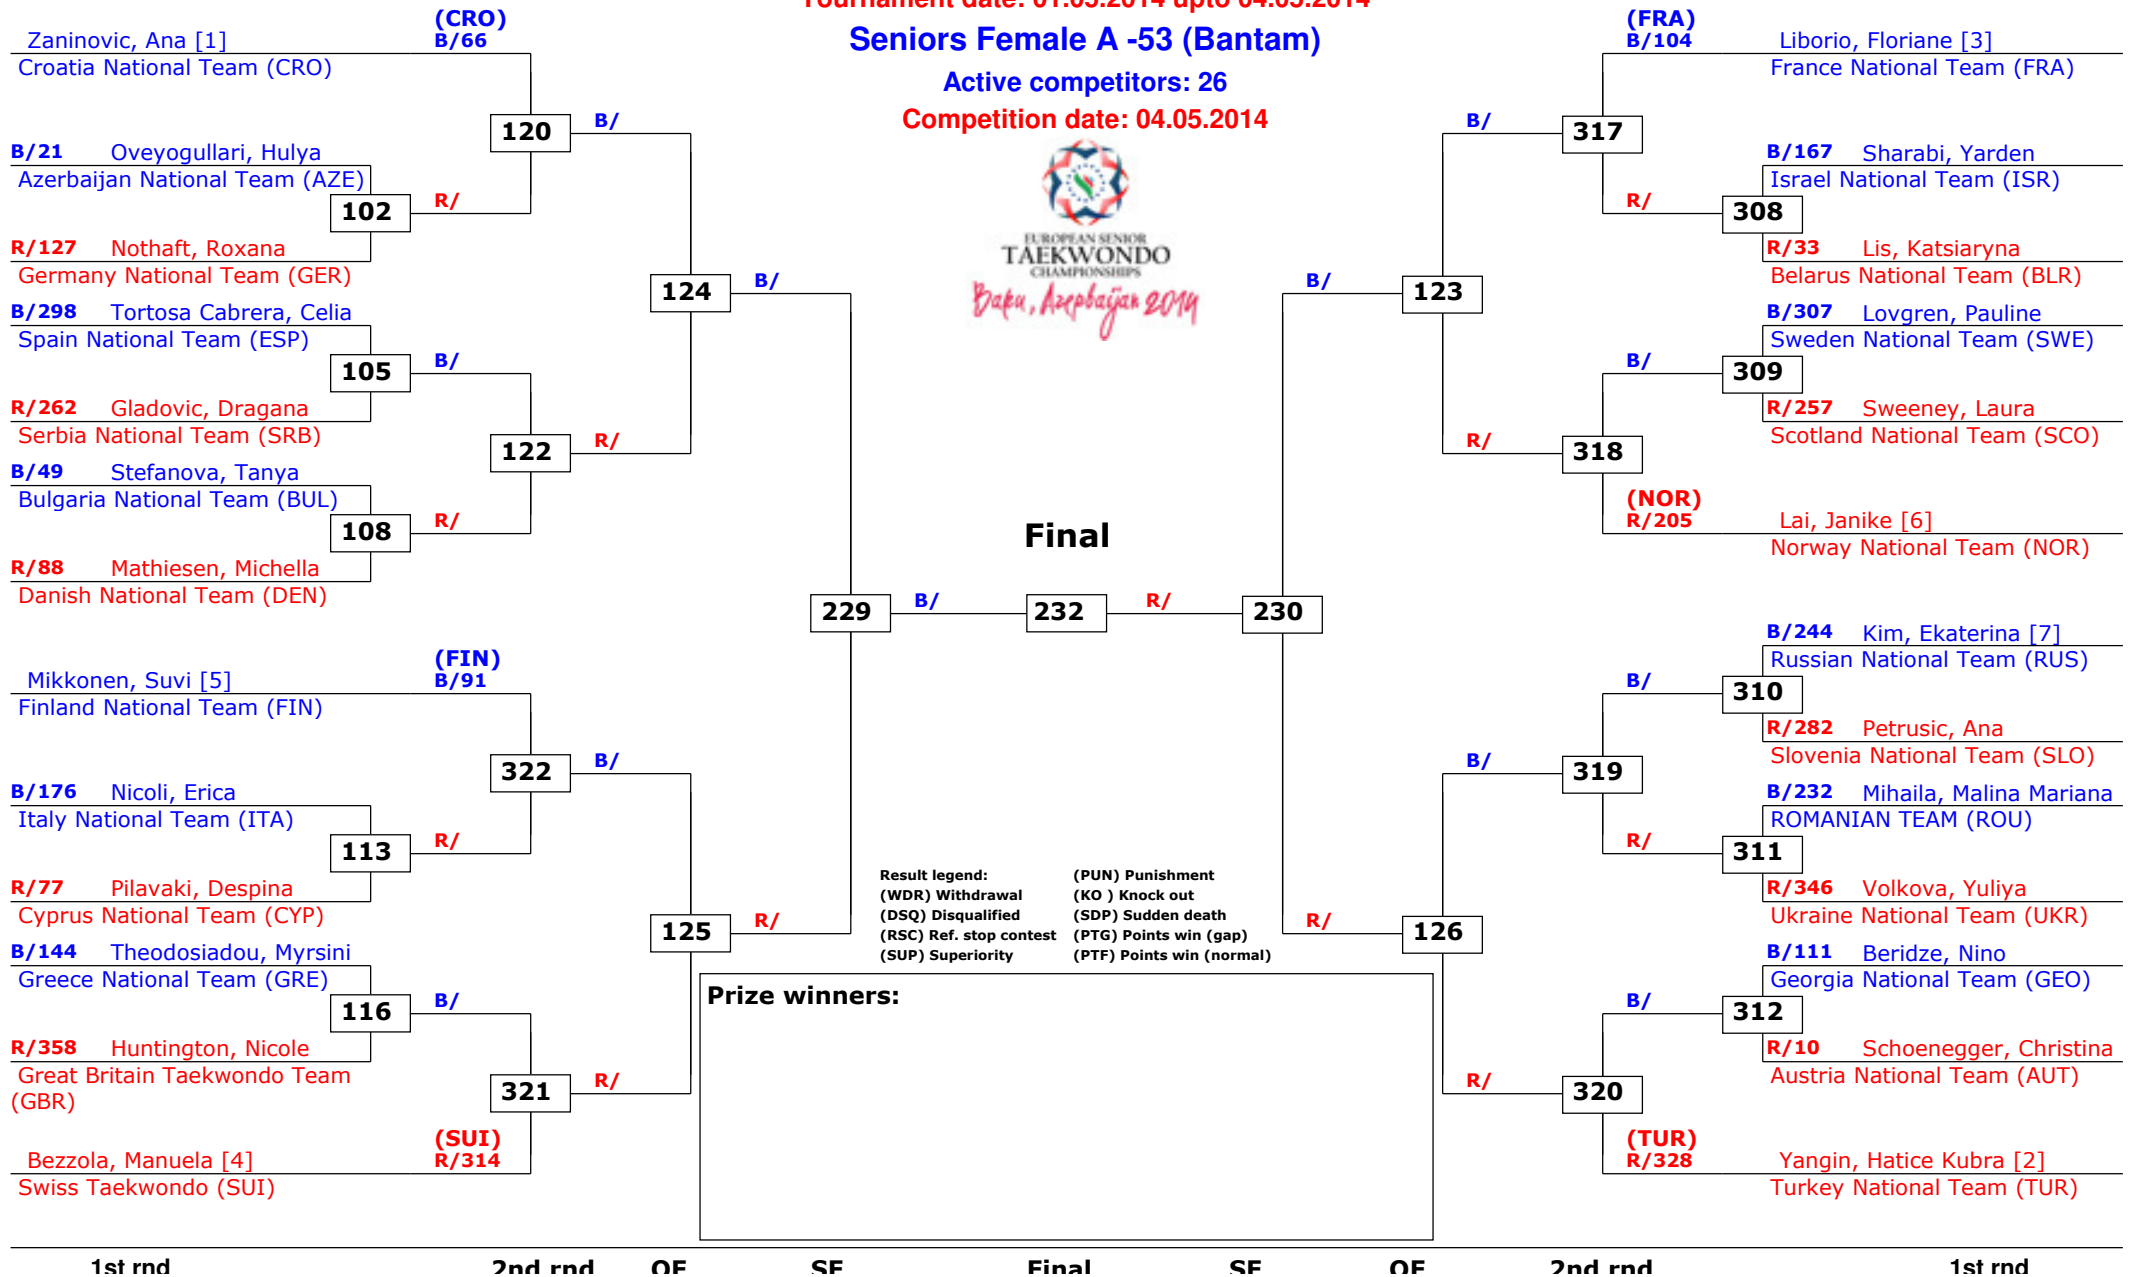 Tournament date: 01.05.2014 upto 04.05.2014
Seniors Female A -53 (Bantam)
Active competitors: 26
Competition date: 04.05.2014
EUROPEAN SENIOR
TAEKWONDO
CHAMPIONSHIPS
Baku, Azerbaijan 2014
(CRO)
Zaninovic, Ana [1] B/66
Croatia National Team (CRO)
120 B/
B/21 Oveyogullari, Hulya
Azerbaijan National Team (AZE)
102 R/
R/127 Nothaft, Roxana
Germany National Team (GER)
124 B/
B/298 Tortosa Cabrera, Celia
Spain National Team (ESP)
105 B/
R/262 Gladovic, Dragana
Serbia National Team (SRB)
122 R/
B/49 Stefanova, Tanya
Bulgaria National Team (BUL)
108 R/
R/88 Mathiesen, Michella
Danish National Team (DEN)
Final
229 B/ 232 R/ 230
(FIN)
Mikkonen, Suvi [5] B/91
Finland National Team (FIN)
322 B/
B/176 Nicoli, Erica
Italy National Team (ITA)
113 R/
R/77 Pilavaki, Despina
Cyprus National Team (CYP)
125 R/
B/144 Theodosiadou, Myrsini
Greece National Team (GRE)
116 B/
R/358 Huntington, Nicole
Great Britain Taekwondo Team
(GBR)
321 R/
(SUI)
Bezzola, Manuela [4] R/314
Swiss Taekwondo (SUI)
(FRA)
B/104 Liborio, Floriane [3]
France National Team (FRA)
B/ 317
B/167 Sharabi, Yarden
Israel National Team (ISR)
R/ 308
R/33 Lis, Katsiaryna
Belarus National Team (BLR)
B/ 123
B/307 Lovgren, Pauline
Sweden National Team (SWE)
B/ 309
R/257 Sweeney, Laura
Scotland National Team (SCO)
R/ 318
(NOR)
R/205 Lai, Janike [6]
Norway National Team (NOR)
B/244 Kim, Ekaterina [7]
Russian National Team (RUS)
B/ 310
R/282 Petrusic, Ana
Slovenia National Team (SLO)
B/ 319
B/232 Mihaila, Malina Mariana
ROMANIAN TEAM (ROU)
R/ 311
R/346 Volkova, Yuliya
Ukraine National Team (UKR)
R/ 126
B/111 Beridze, Nino
Georgia National Team (GEO)
B/ 312
R/10 Schoenegger, Christina
Austria National Team (AUT)
R/ 320
(TUR)
R/328 Yangin, Hatice Kubra [2]
Turkey National Team (TUR)
Result legend: (PUN) Punishment
(WDR) Withdrawal (KO ) Knock out
(DSQ) Disqualified (SDP) Sudden death
(RSC) Ref. stop contest (PTG) Points win (gap)
(SUP) Superiority (PTF) Points win (normal)
Prize winners:
1st rnd 2nd rnd QF SF Final SF QF 2nd rnd 1st rnd